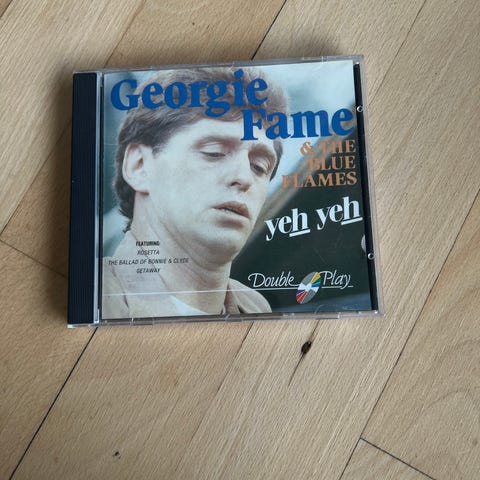 Georgie
Fame
& THE
BLUE
FLAMES
yeh yeh
FEATURING:
ROSETTA
THE BALLAD OF BONNIE & CLYDE
GETAWAY
Double Play